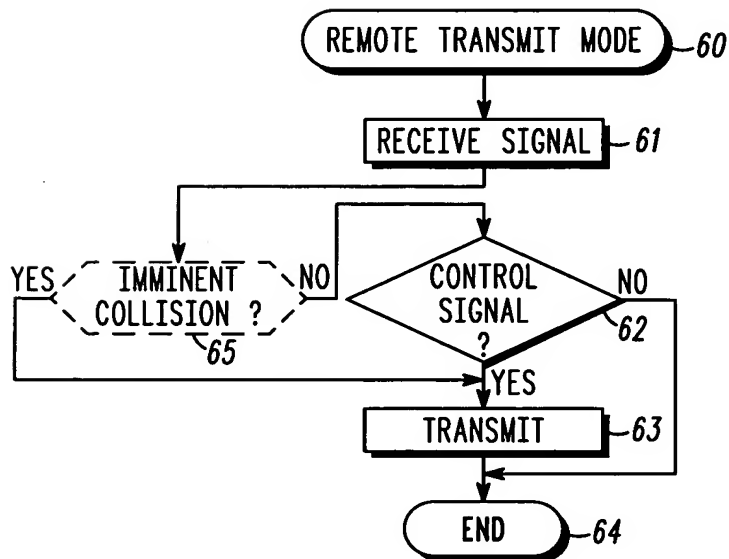 REMOTE TRANSMIT MODE
60
RECEIVE SIGNAL
61
YES
IMMINENT
COLLISION ?
NO
65
CONTROL
SIGNAL
?
NO
62
YES
TRANSMIT
63
END
64